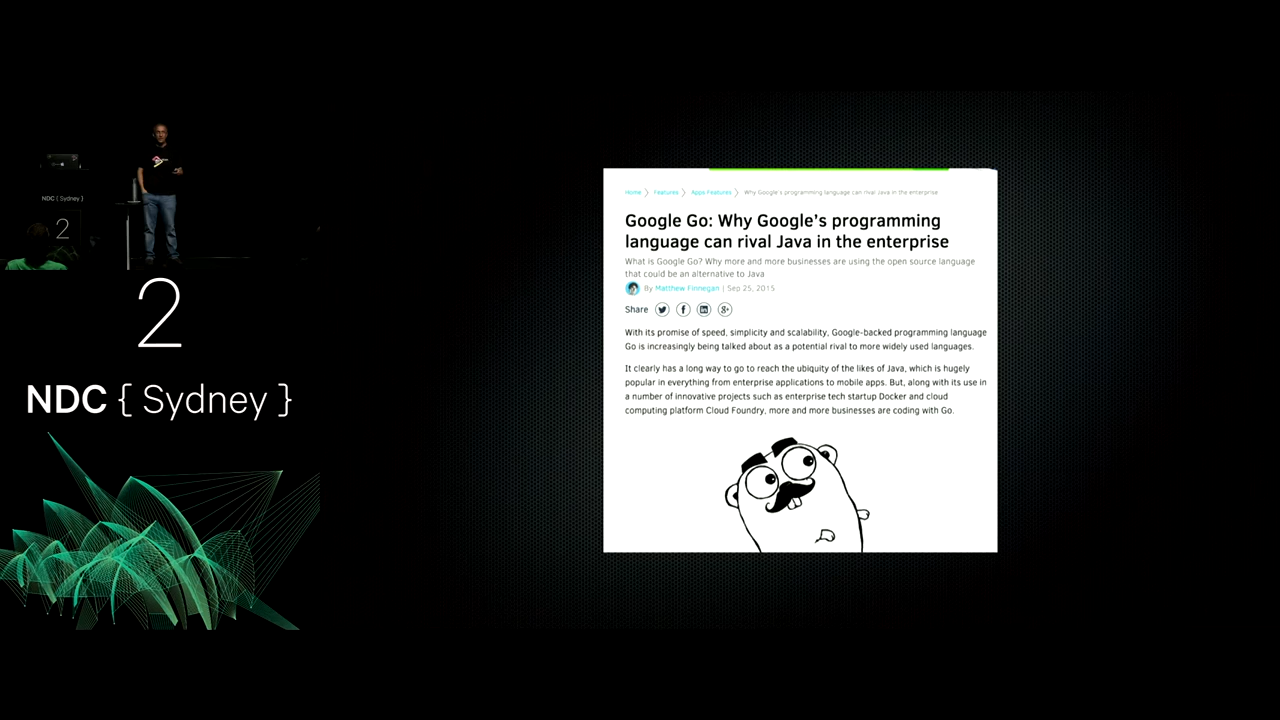 NDC { Sydney }
2
2
NDC { Sydney }
Home > Features > Apps Features > Why Google's programming language can rival Java in the enterprise
Google Go: Why Google's programming
language can rival Java in the enterprise
What is Google Go? Why more and more businesses are using the open source language
that could be an alternative to Java
By Matthew Finnegan | Sep 25, 2015
Share
With its promise of speed, simplicity and scalability, Google-backed programming language
Go is increasingly being talked about as a potential rival to more widely used languages.
It clearly has a long way to go to reach the ubiquity of the likes of Java, which is hugely
popular in everything from enterprise applications to mobile apps. But, along with its use in
a number of innovative projects such as enterprise tech startup Docker and cloud
computing platform Cloud Foundry, more and more businesses are coding with Go.